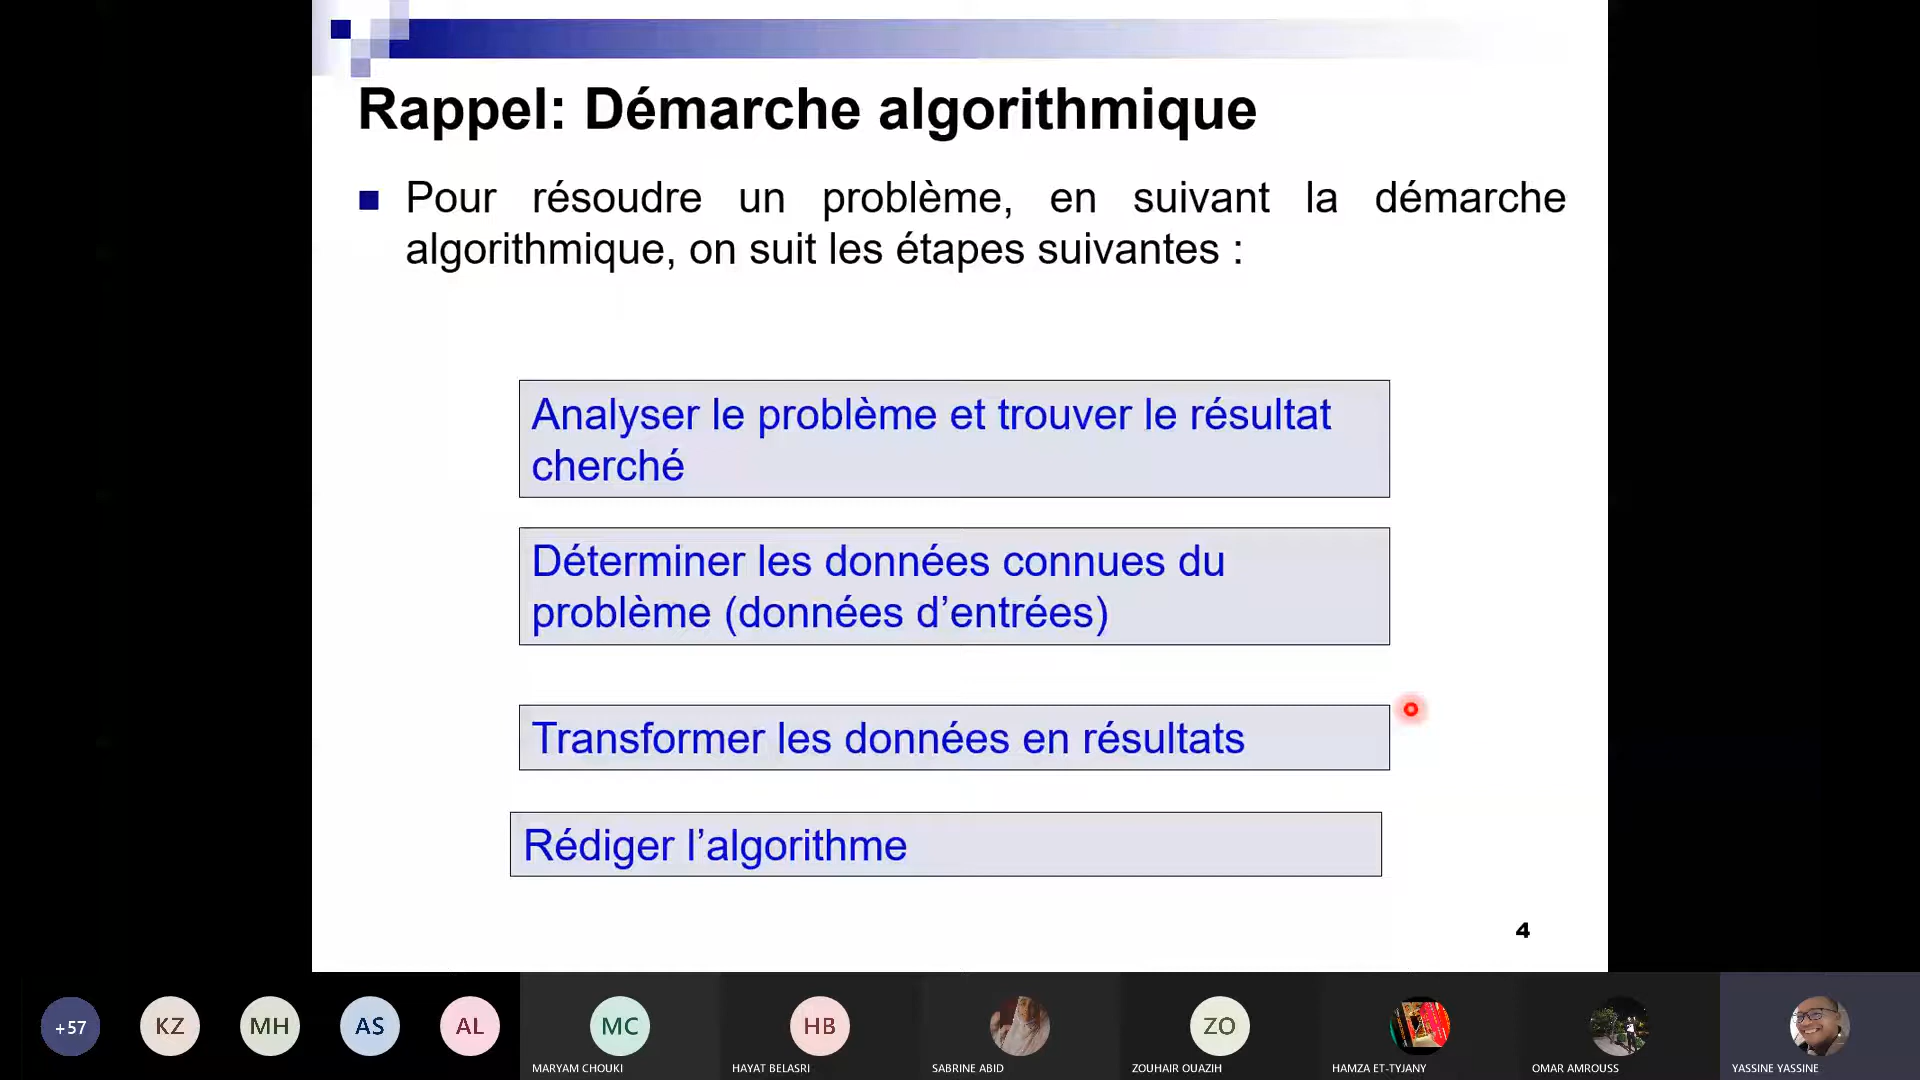 Rappel: Démarche algorithmique
Pour résoudre un problème, en suivant la démarche
algorithmique, on suit les étapes suivantes :
Analyser le problème et trouver le résultat
cherché
Déterminer les données connues du
problème (données d’entrées)
Transformer les données en résultats
Rédiger l’algorithme
4
+57
KZ
MH
AS
AL
MC
HB
ZO
MARYAM CHOUKI
HAYAT BELASRI
SABRINE ABID
ZOUHAIR OUAZIH
HAMZA ET-TYJANY
OMAR AMROUSS
YASSINE YASSINE